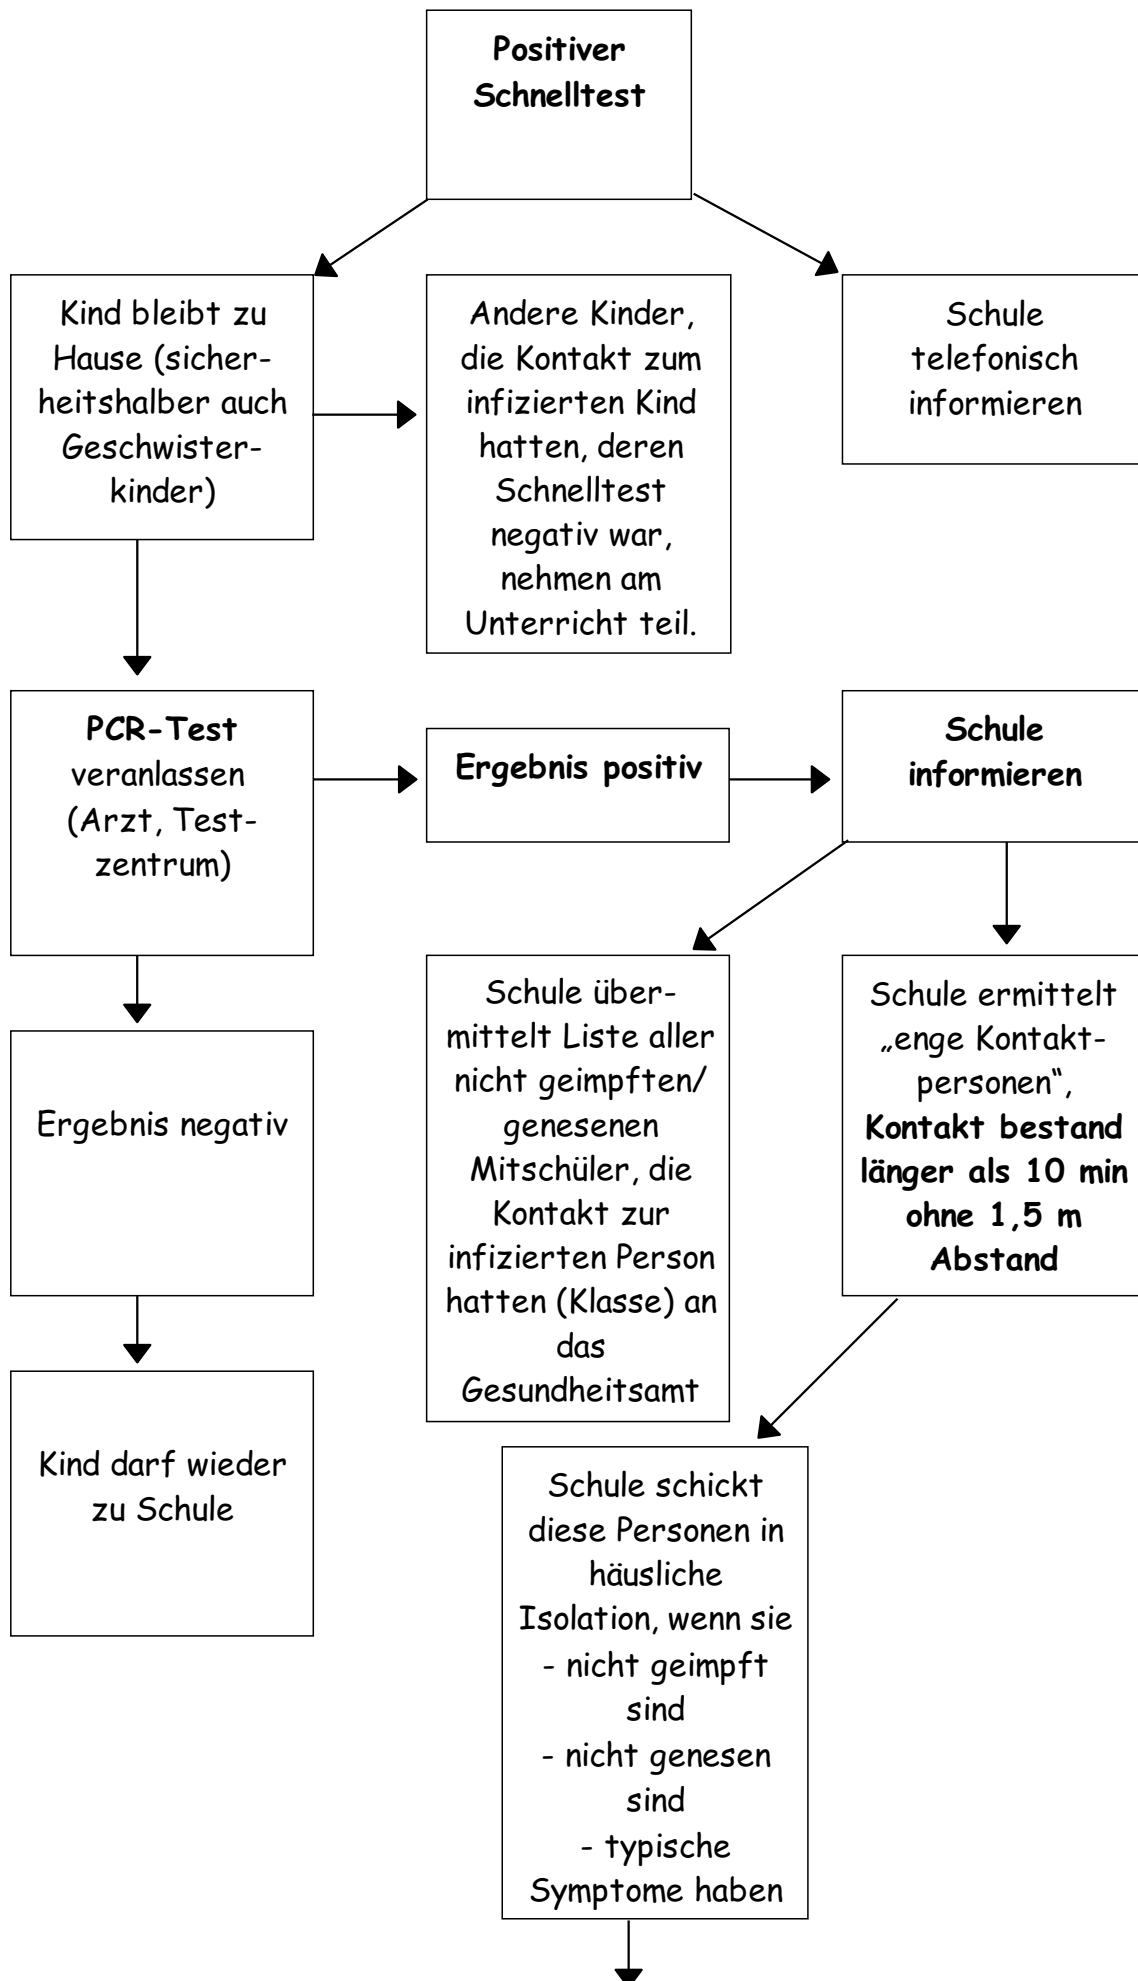 Positiver
Schnelltest
Kind bleibt zu
Hause (sicher-
heitshalber auch
Geschwister-
kinder)
Andere Kinder,
die Kontakt zum
infizierten Kind
hatten, deren
Schnelltest
negativ war,
nehmen am
Unterricht teil.
Schule
telefonisch
informieren
PCR-Test
veranlassen
(Arzt, Test-
zentrum)
Ergebnis positiv
Schule
informieren
Ergebnis negativ
Schule über-
mittelt Liste aller
nicht geimpften/
genesenen
Mitschüler, die
Kontakt zur
infizierten Person
hatten (Klasse) an
das
Gesundheitsamt
Schule ermittelt
„enge Kontakt-
personen“,
Kontakt bestand
länger als 10 min
ohne 1,5 m
Abstand
Kind darf wieder
zu Schule
Schule schickt
diese Personen in
häusliche
Isolation, wenn sie
- nicht geimpft
sind
- nicht genesen
sind
- typische
Symptome haben